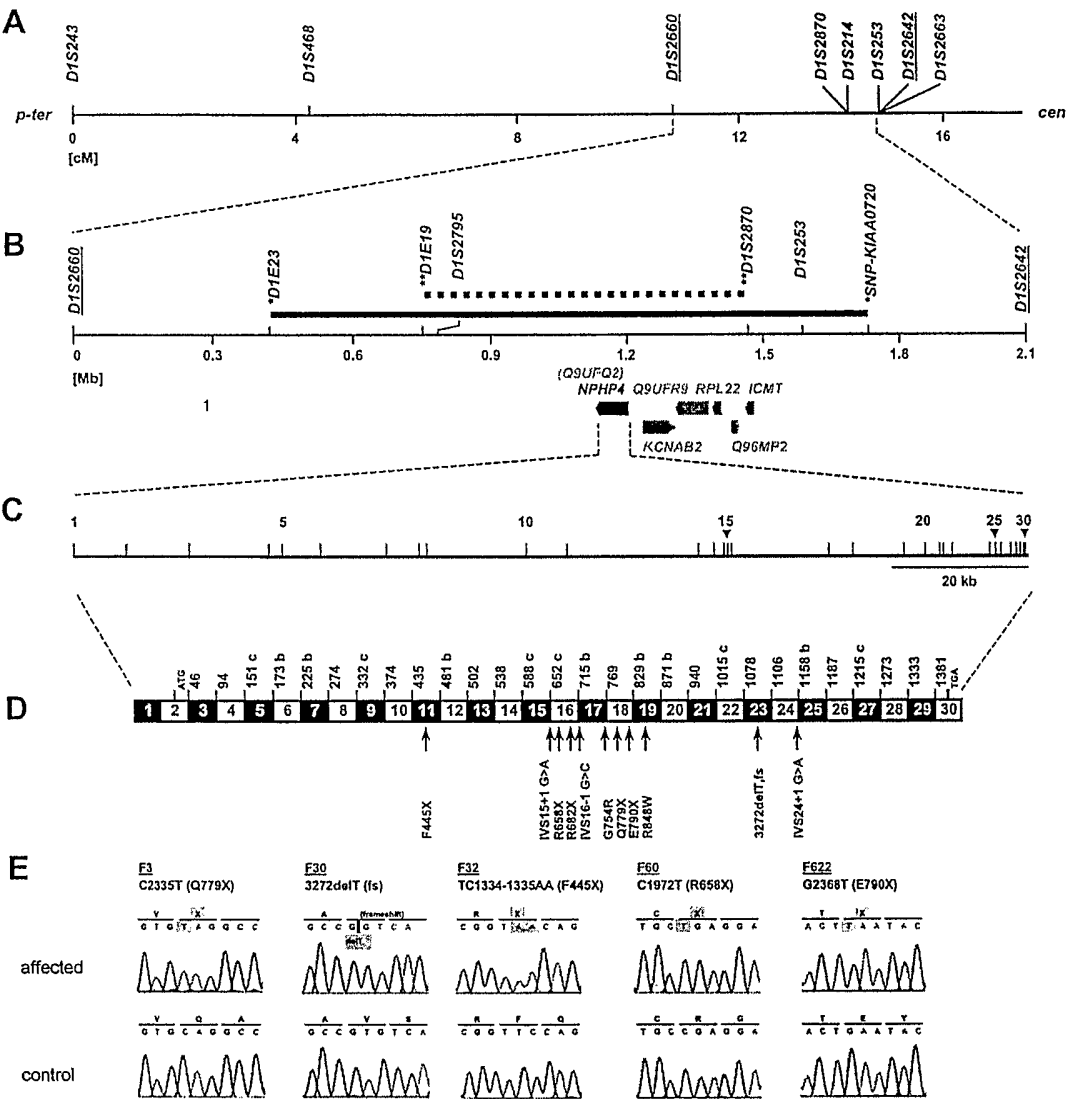 A
D1S243
D1S468
D1S2660
D1S2870
D1S214
D1S253
D1S2642
D1S2663
p-ter
cen
0 4 8 12 16
[cM]
B
D1S2660
*D1E23
**D1E19
D1S2795
**D1S2870
D1S253
*SNP-KIAA0720
D1S2642
0 0.3 0.6 0.9 1.2 1.5 1.8 2.1
[Mb]
(Q9UFQ2)
NPHP4 Q9UFR9 RPL22 ICMT
1
KCNAB2 Q96MP2
C
1 5 10 15 20 25 30
20 kb
ATG 46 94 151 c 173 b 225 b 274 332 c 374 435 481 b 502 538 588 c 652 c 715 b 769 829 b 871 b 940 1015 c 1078 1106 1158 b 1187 1215 c 1273 1333 1381 TGA
D
1 2 3 4 5 6 7 8 9 10 11 12 13 14 15 16 17 18 19 20 21 22 23 24 25 26 27 28 29 30
F445X
IVS15+1 G>A
R658X
R682X
IVS16-1 G>C
G754R
Q779X
E790X
R848W
3272delT,fs
IVS24+1 G>A
E
F3 F30 F32 F60 F622
C2335T (Q779X) 3272delT (fs) TC1334-1335AA (F445X) C1972T (R658X) G2368T (E790X)
V X A (frameshift) R X C X T X
G T G T A G G C C G C C G G T C A C G G T A A C A G T G C T G A G G A A C T T A A T A C
affected
V Q A A V S R F Q C R G T E Y
G T G C A G G C C G C C G T G T C A C G G T T C C A G T G C C G A G G A A C T G A A T A C
control